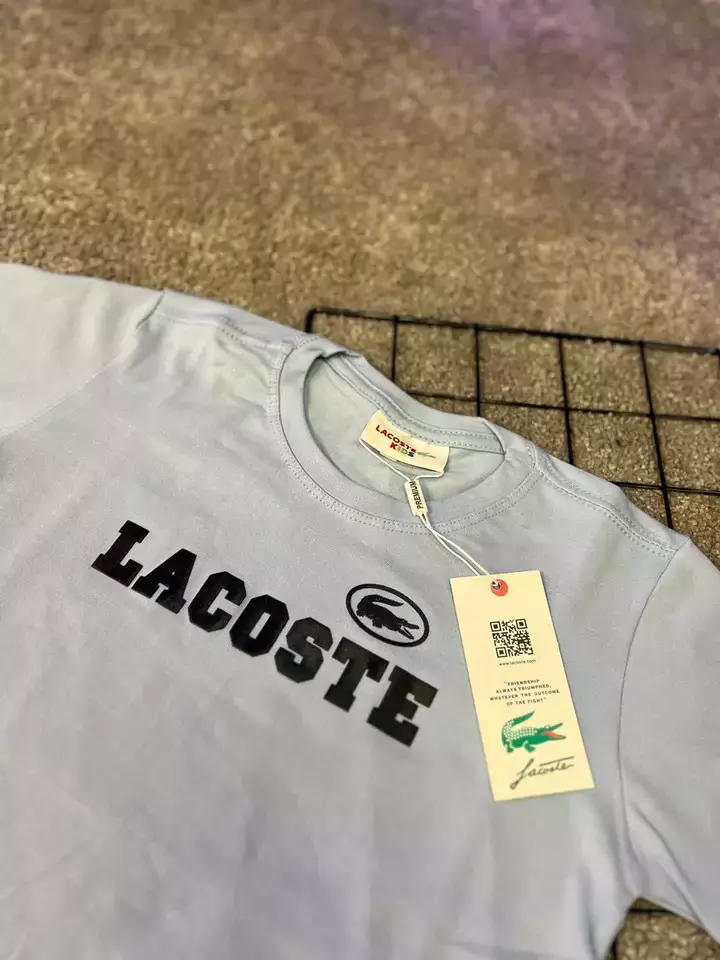 LACOSTE
KIDS
PREMIUM
LACOSTE
www.lacoste.com
"FRIENDSHIP
ALWAYS TRIUMPHED,
WHATEVER THE OUTCOME
OF THE FIGHT"
Lacoste